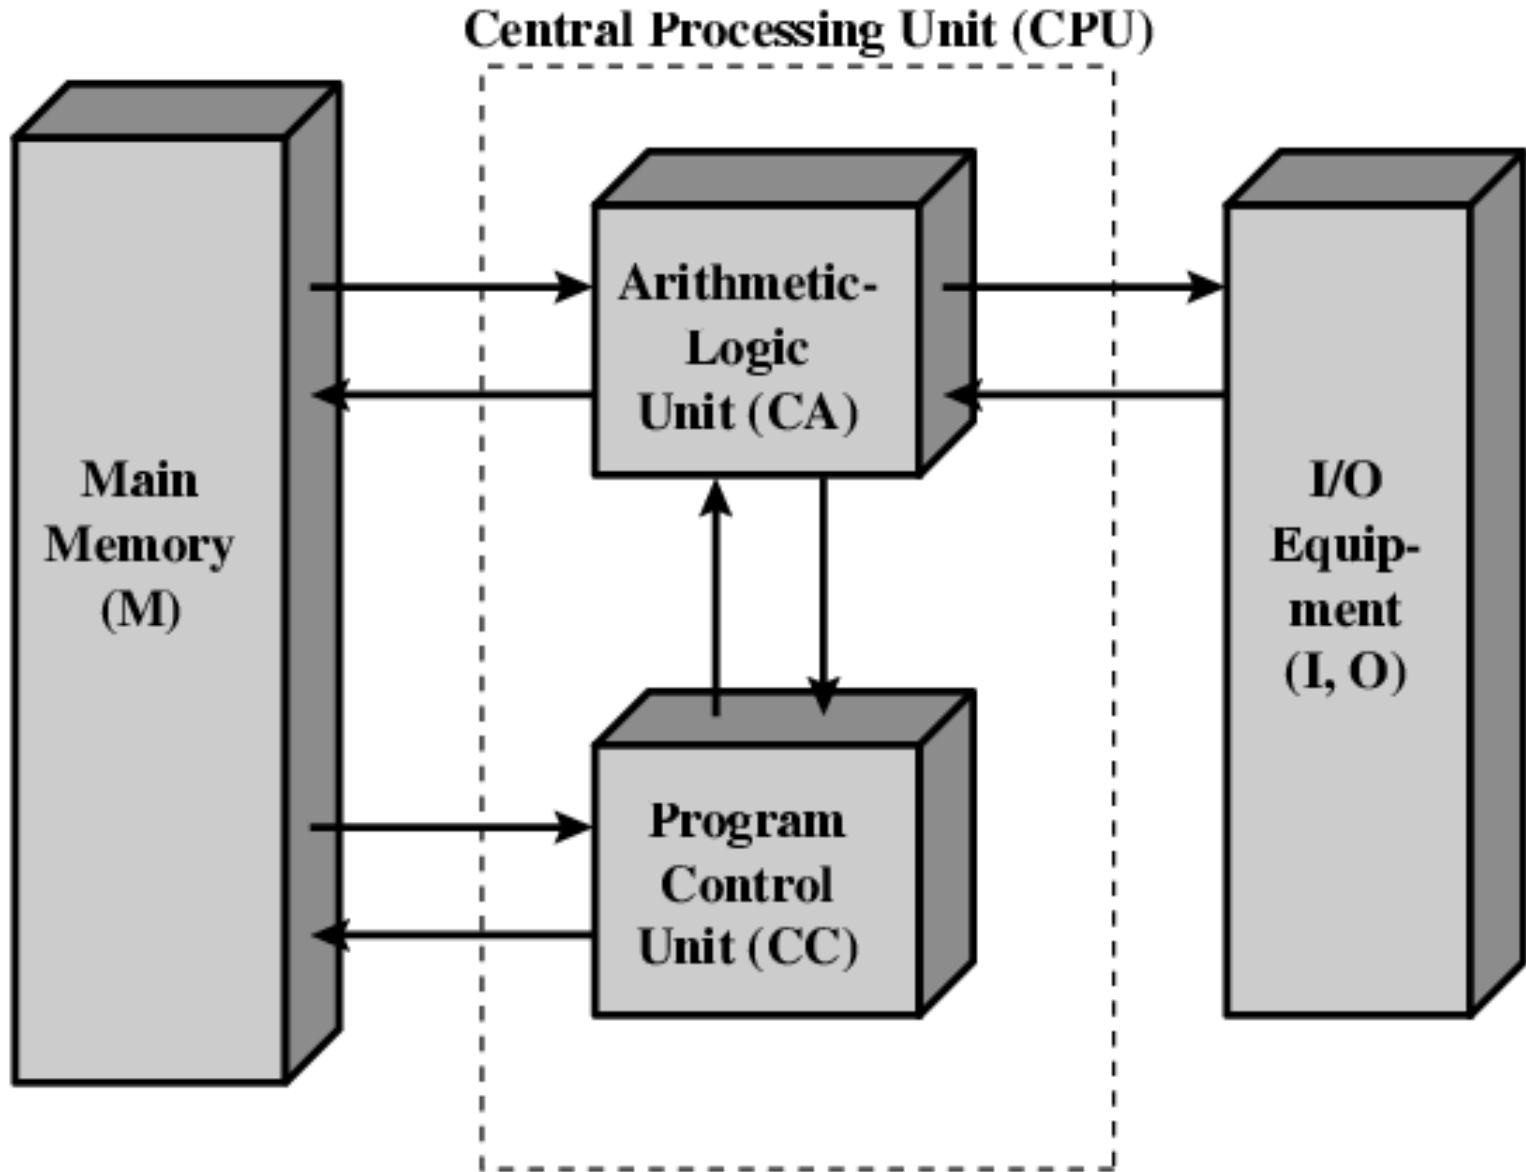 Central Processing Unit (CPU)
Main
Memory
(M)
Arithmetic-
Logic
Unit (CA)
Program
Control
Unit (CC)
I/O
Equip-
ment
(I, O)